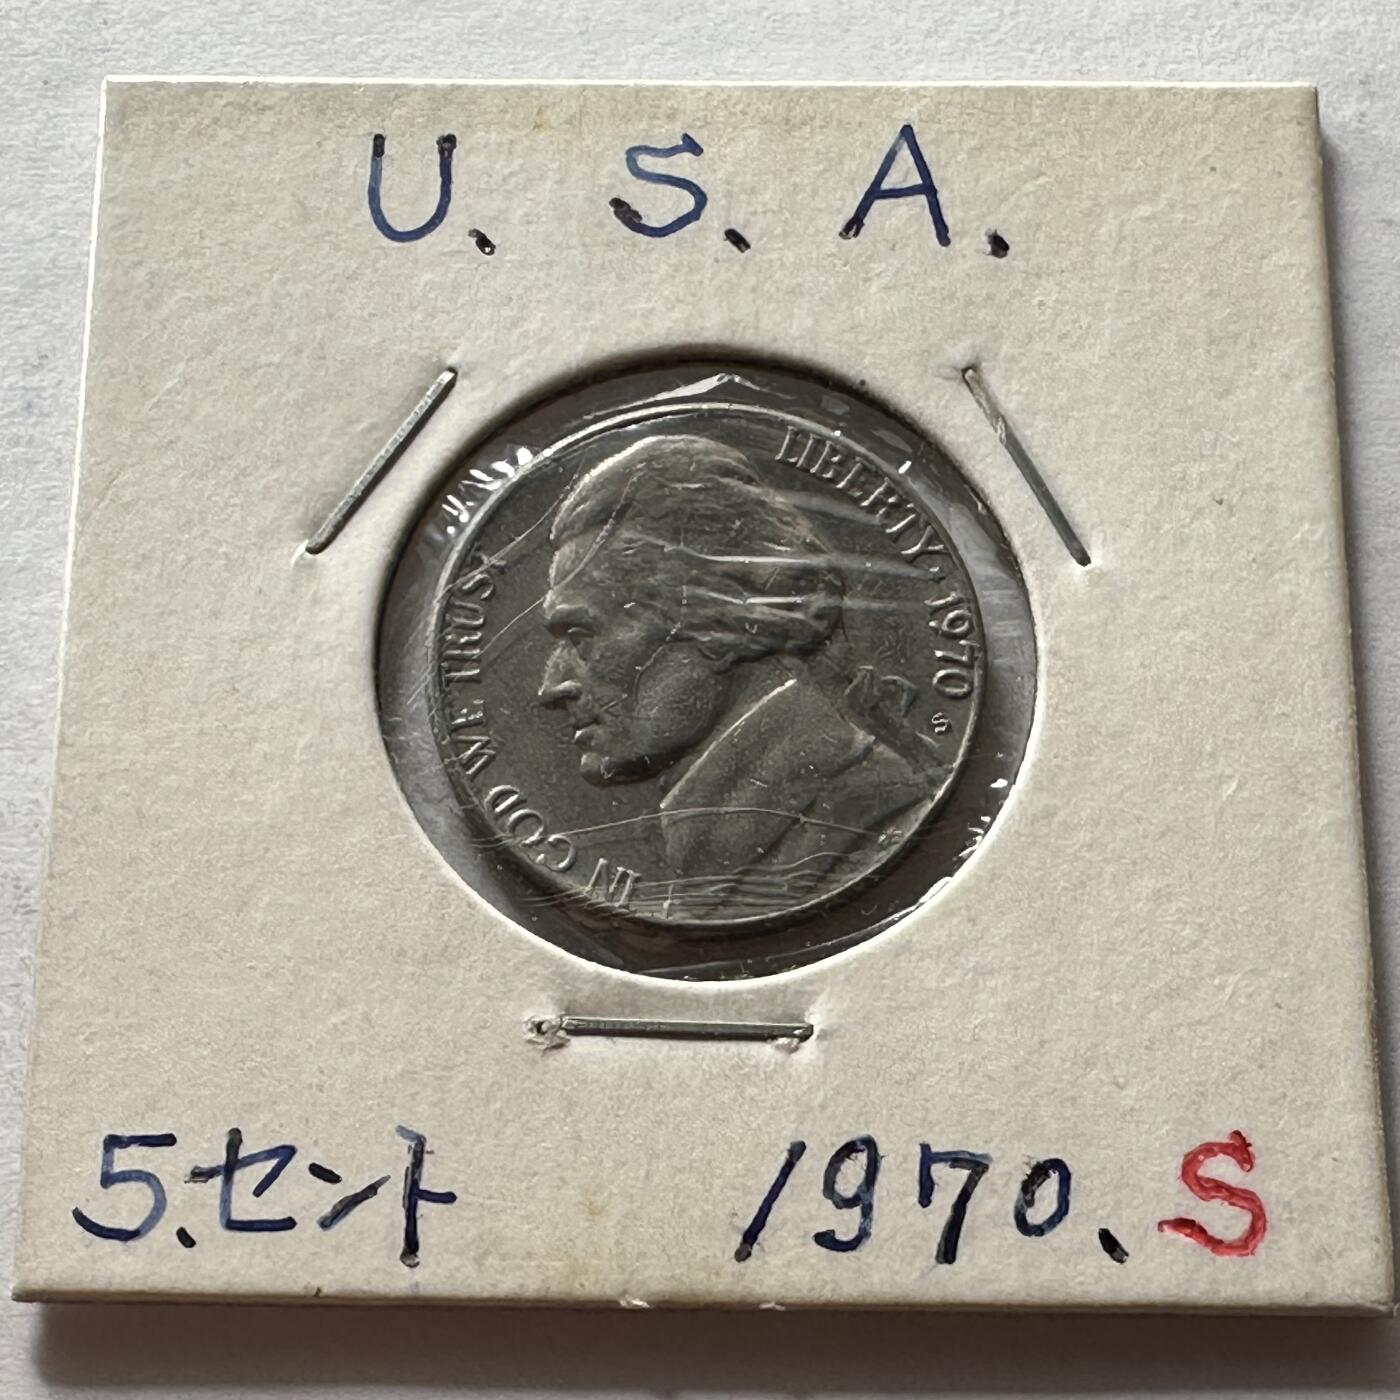 U. S. A.
LIBERTY · 1970 S
IN GOD WE TRUST
5.セント 1970. S